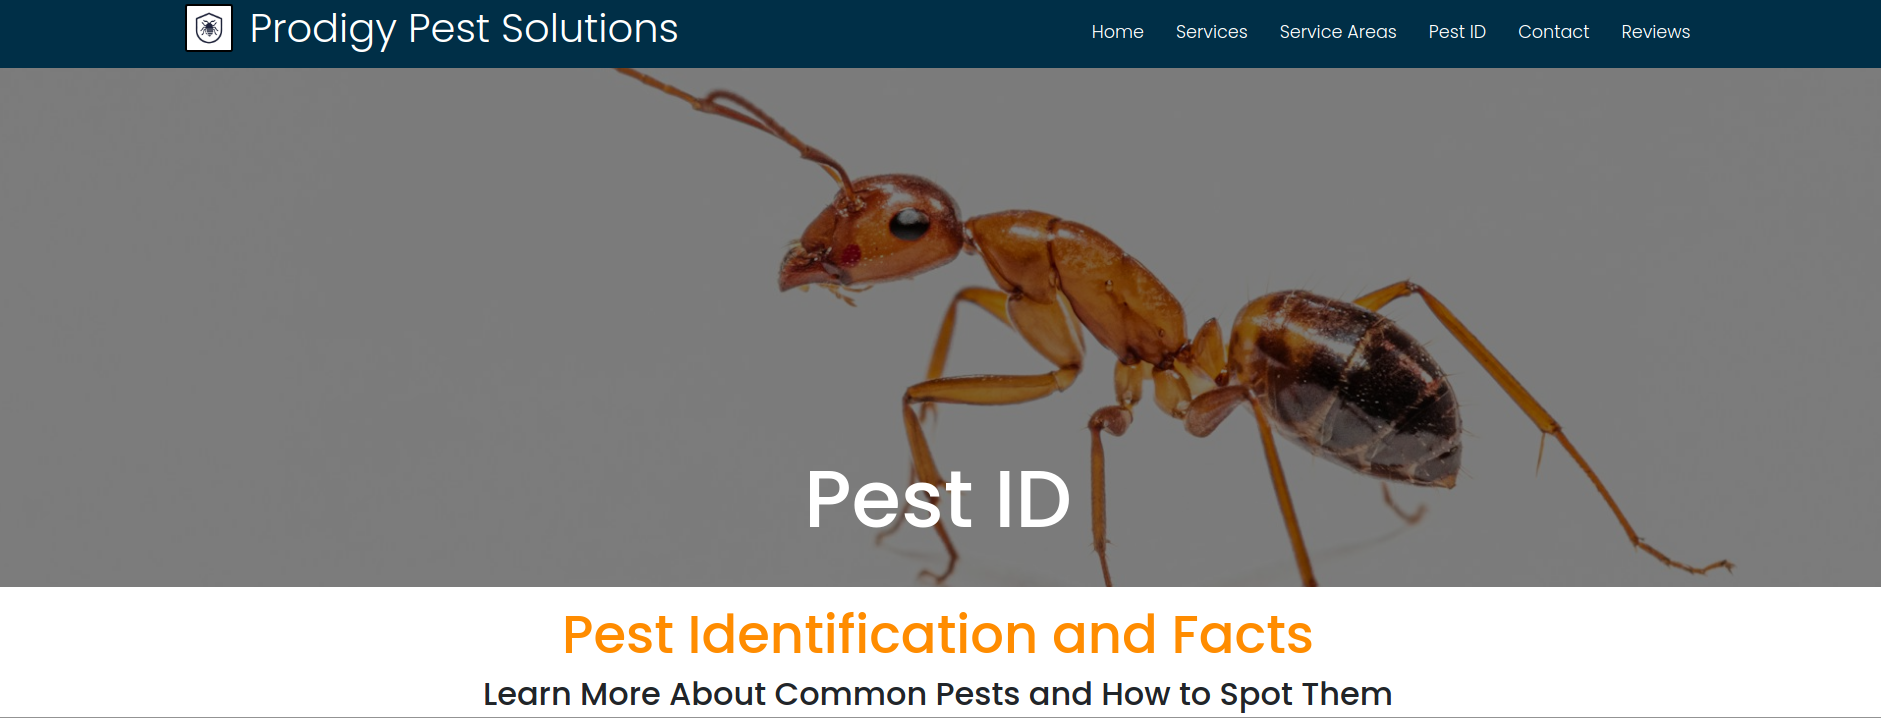 Prodigy Pest Solutions
Home Services Service Areas Pest ID Contact Reviews
Pest ID
Pest Identification and Facts
Learn More About Common Pests and How to Spot Them